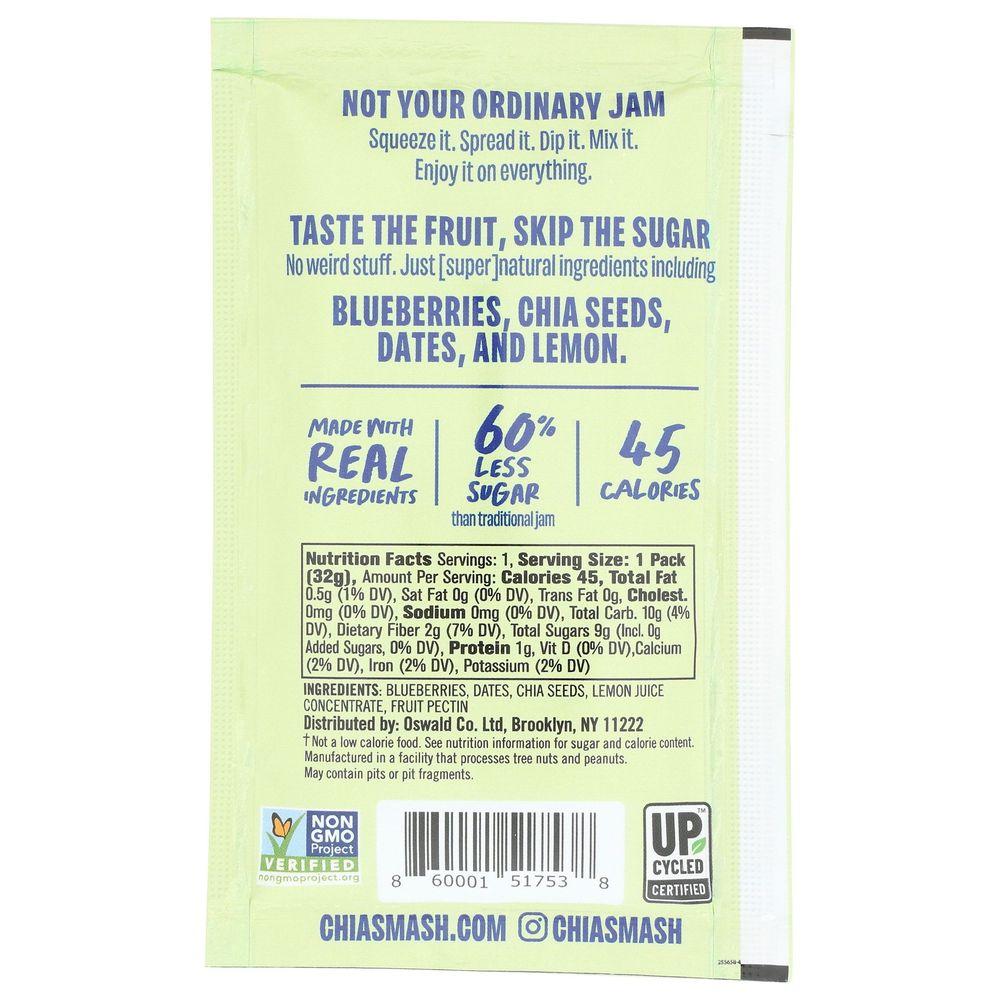 NOT YOUR ORDINARY JAM
Squeeze it. Spread it. Dip it. Mix it.
Enjoy it on everything.
TASTE THE FRUIT, SKIP THE SUGAR
No weird stuff. Just [super]natural ingredients including
BLUEBERRIES, CHIA SEEDS,
DATES, AND LEMON.
MADE WITH
REAL
INGREDIENTS
60%
LESS
SUGAR
than traditional jam
45
CALORIES
Nutrition Facts Servings: 1, Serving Size: 1 Pack
(32g), Amount Per Serving: Calories 45, Total Fat
0.5g (1% DV), Sat Fat 0g (0% DV), Trans Fat 0g, Cholest.
0mg (0% DV), Sodium 0mg (0% DV), Total Carb. 10g (4%
DV), Dietary Fiber 2g (7% DV), Total Sugars 9g (Incl. 0g
Added Sugars, 0% DV), Protein 1g, Vit D (0% DV),Calcium
(2% DV), Iron (2% DV), Potassium (2% DV)
INGREDIENTS: BLUEBERRIES, DATES, CHIA SEEDS, LEMON JUICE
CONCENTRATE, FRUIT PECTIN
Distributed by: Oswald Co. Ltd, Brooklyn, NY 11222
†Not a low calorie food. See nutrition information for sugar and calorie content.
Manufactured in a facility that processes tree nuts and peanuts.
May contain pits or pit fragments.
NON
GMO
Project
VERIFIED
nongmoproject.org
8 60001 51753 8
UP™
CYCLED
CERTIFIED
CHIASMASH.COM CHIASMASH